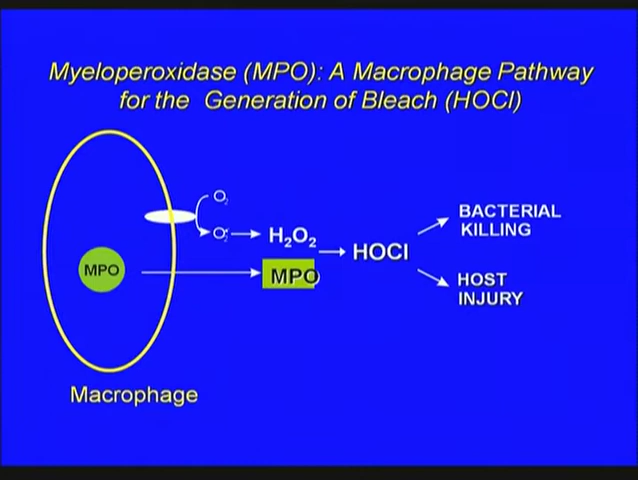 Myeloperoxidase (MPO): A Macrophage Pathway
for the Generation of Bleach (HOCl)
O₂
O₂⁻
H₂O₂
HOCl
BACTERIAL
KILLING
MPO
MPO
HOST
INJURY
Macrophage